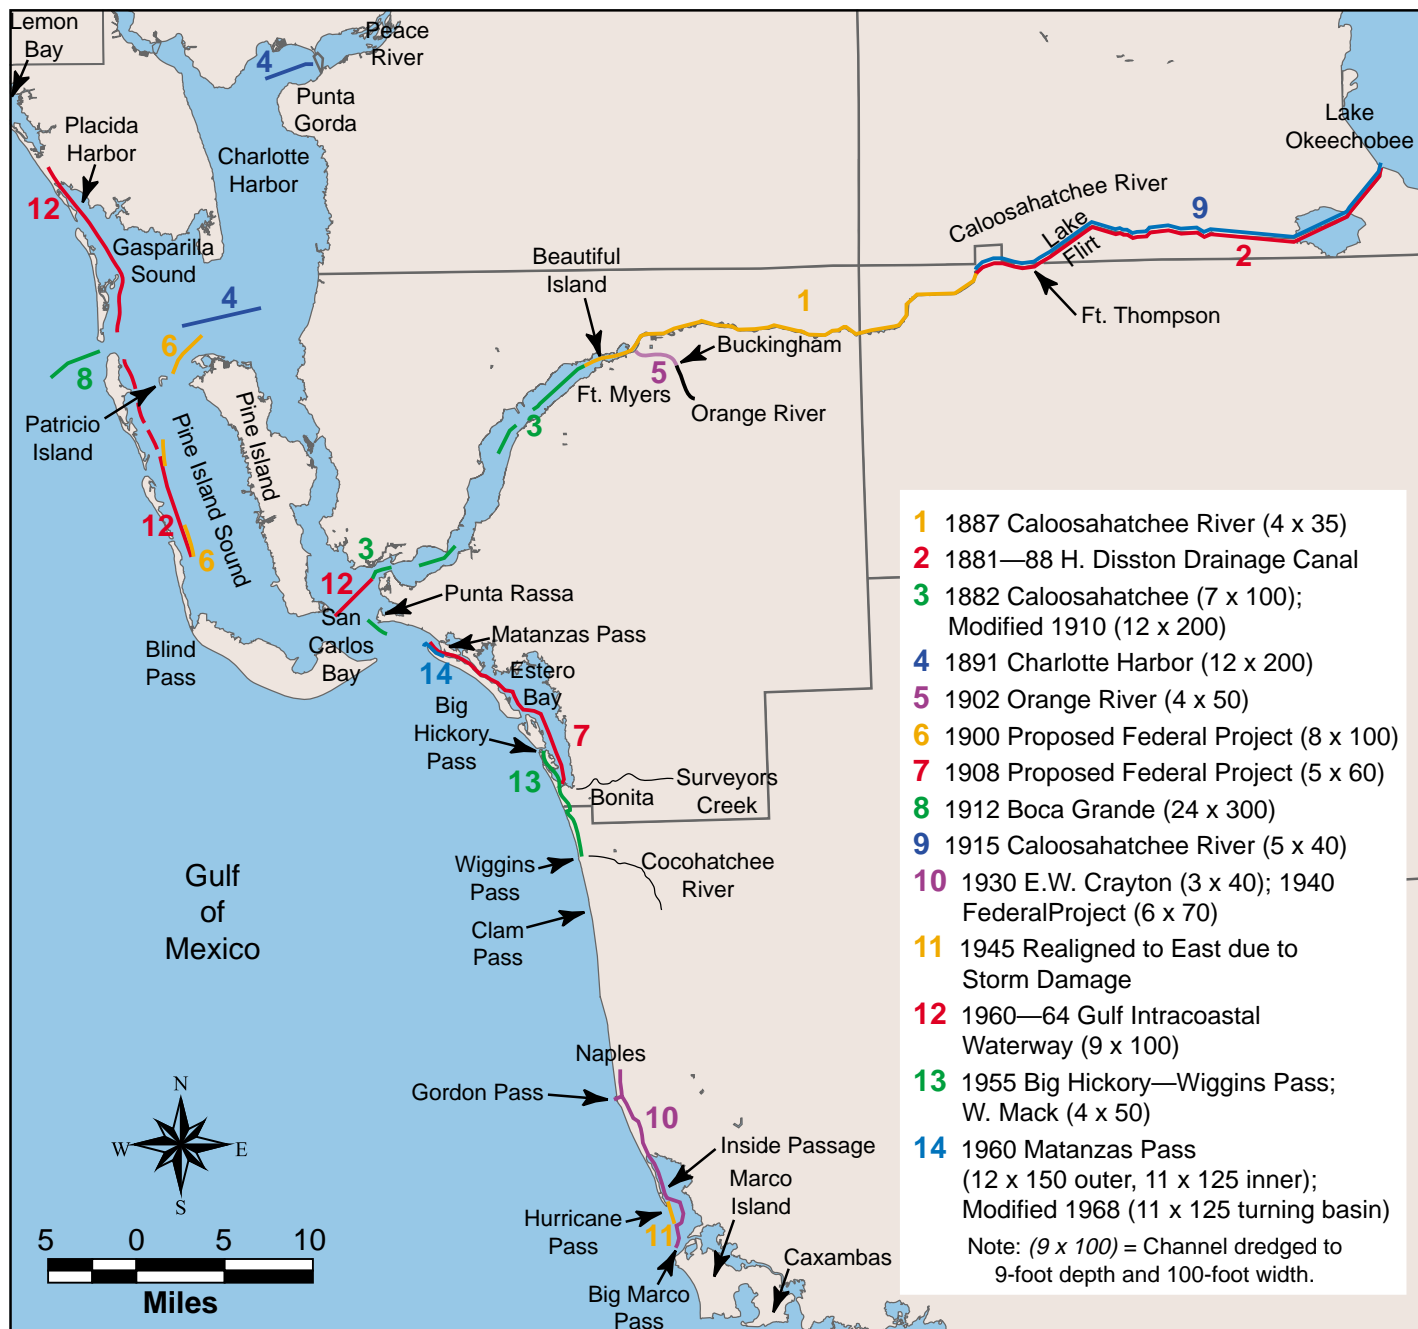 Lemon
Bay
Peace
River
4
Punta
Gorda
Placida
Harbor
Charlotte
Harbor
Lake
Okeechobee
12
Caloosahatchee River
9
Lake
Flirt
Gasparilla
Sound
Beautiful
Island
2
4
1
Ft. Thompson
6
Buckingham
8
5
Ft. Myers
Orange River
Patricio
Island
Pine Island
Pine Island Sound
3
12
6
3
12
Punta Rassa
San
Carlos
Bay
Matanzas Pass
Blind
Pass
14
Estero
Bay
Big
Hickory
Pass
7
13
Surveyors
Creek
Bonita
Wiggins
Pass
Cocohatchee
River
Gulf
of
Mexico
Clam
Pass
Naples
Gordon Pass
10
Inside Passage
Marco
Island
Hurricane
Pass
11
Caxambas
Big Marco
Pass
N
W
E
S
5 0 5 10
Miles
1 1887 Caloosahatchee River (4 x 35)
2 1881—88 H. Disston Drainage Canal
3 1882 Caloosahatchee (7 x 100);
Modified 1910 (12 x 200)
4 1891 Charlotte Harbor (12 x 200)
5 1902 Orange River (4 x 50)
6 1900 Proposed Federal Project (8 x 100)
7 1908 Proposed Federal Project (5 x 60)
8 1912 Boca Grande (24 x 300)
9 1915 Caloosahatchee River (5 x 40)
10 1930 E.W. Crayton (3 x 40); 1940
FederalProject (6 x 70)
11 1945 Realigned to East due to
Storm Damage
12 1960—64 Gulf Intracoastal
Waterway (9 x 100)
13 1955 Big Hickory—Wiggins Pass;
W. Mack (4 x 50)
14 1960 Matanzas Pass
(12 x 150 outer, 11 x 125 inner);
Modified 1968 (11 x 125 turning basin)
Note: (9 x 100) = Channel dredged to
9-foot depth and 100-foot width.